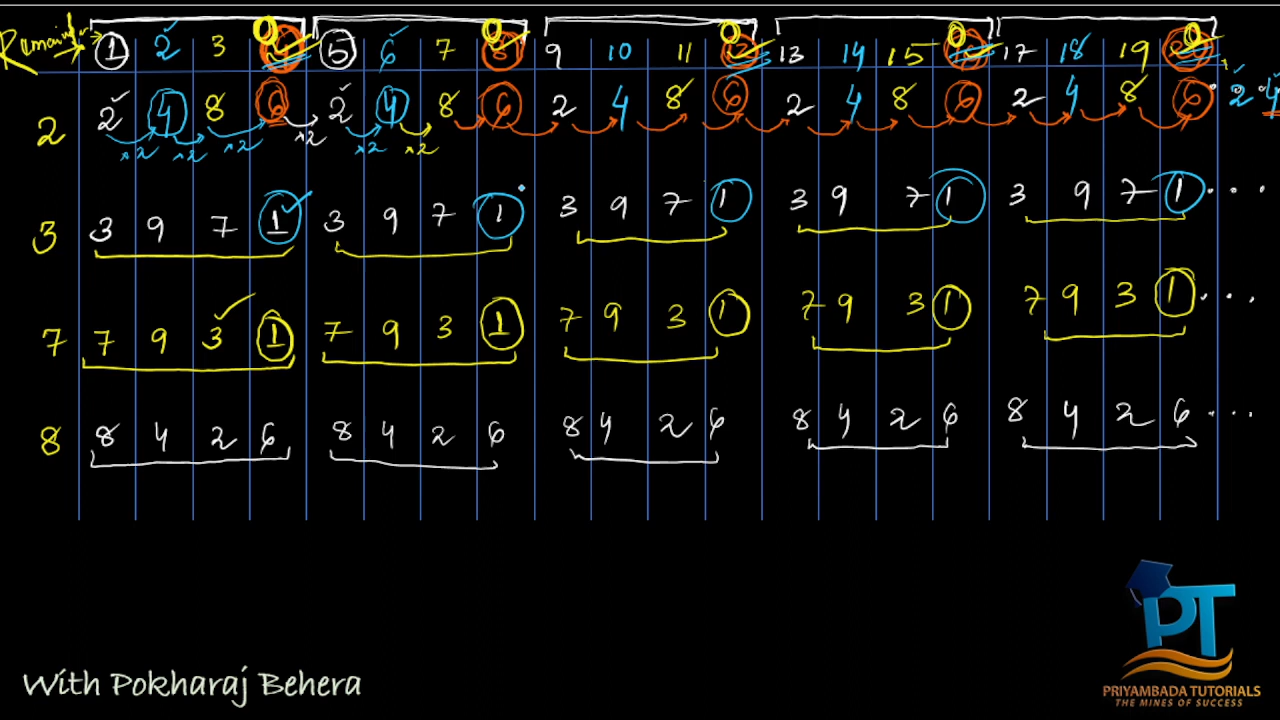 Remainder 1 2 3 0 5 6 7 0 9 10 11 0 13 14 15 0 17 18 19 0
2 2 4 8 6 2 4 8 6 2 4 8 6 2 4 8 6 2 4 8 6 2 4
×2 ×2 ×2 ×2 ×2 ×2
3 3 9 7 1 3 9 7 1 3 9 7 1 3 9 7 1 3 9 7 1 ...
7 7 9 3 1 7 9 3 1 7 9 3 1 7 9 3 1 7 9 3 1 ...
8 8 4 2 6 8 4 2 6 8 4 2 6 8 4 2 6 8 4 2 6 ...
PT
With Pokharaj Behera
PRIYAMBADA TUTORIALS
THE MINES OF SUCCESS